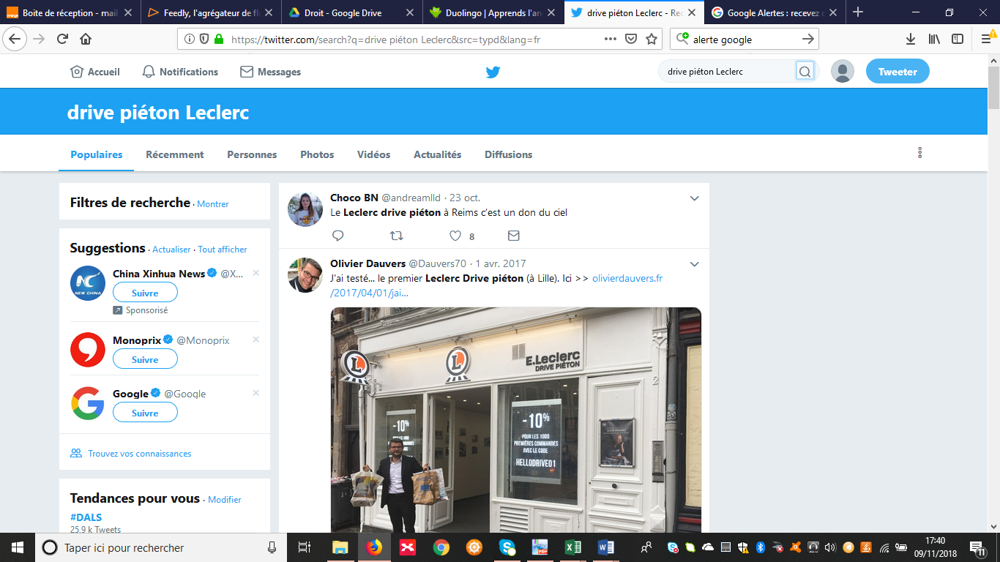 Boite de réception - mail
Feedly, l'agrégateur de fl
Droit - Google Drive
Duolingo | Apprends l'an
drive piéton Leclerc - Rec
Google Alertes : recevez d
https://twitter.com/search?q=drive piéton Leclerc&src=typd&lang=fr
alerte google
Accueil
Notifications
Messages
drive piéton Leclerc
Tweeter
drive piéton Leclerc
Populaires
Récemment
Personnes
Photos
Vidéos
Actualités
Diffusions
Filtres de recherche · Montrer
Suggestions · Actualiser · Tout afficher
China Xinhua News @X...
NEW CHINA
Suivre
Sponsorisé
Monoprix @Monoprix
Suivre
Google @Google
Suivre
Trouvez vos connaissances
Tendances pour vous · Modifier
#DALS
25,9 k Tweets
Choco BN @andreamlld · 23 oct.
Le Leclerc drive piéton à Reims c'est un don du ciel
8
Olivier Dauvers @Dauvers70 · 1 avr. 2017
J'ai testé... le premier Leclerc Drive piéton (à Lille). Ici >> olivierdauvers.fr
/2017/04/01/jai...
L
L
E.Leclerc
DRIVE PIÉTON
2
-10%
-10%
POUR LES 1000
PREMIÈRES COMMANDES
AVEC LE CODE
HELLODRIVE01
Taper ici pour rechercher
17:40
09/11/2018
11